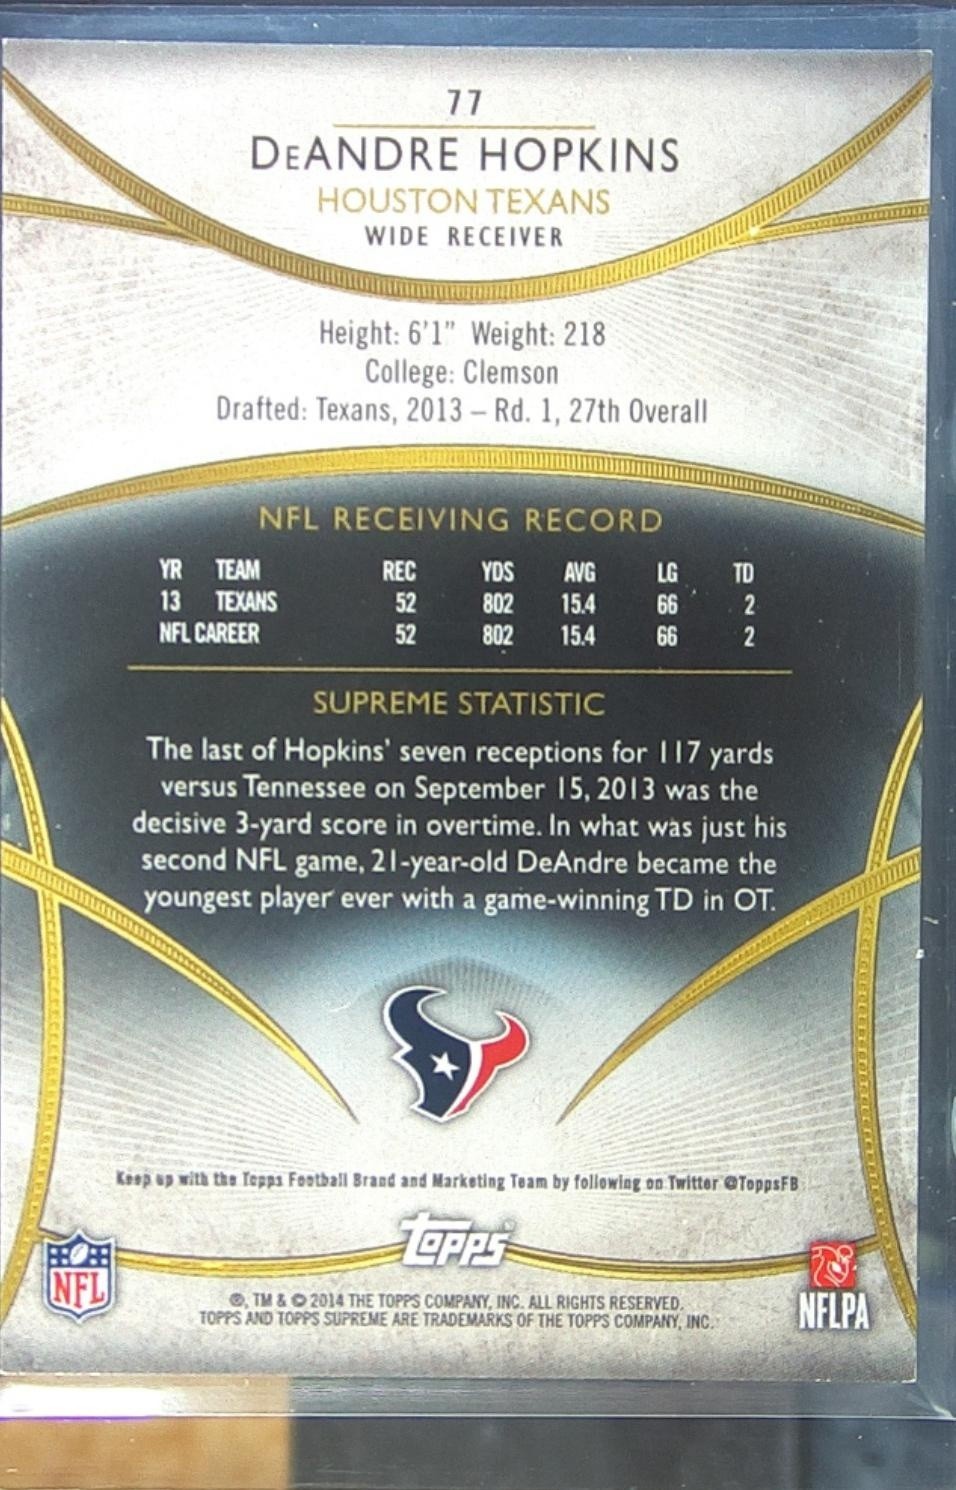 77
DeANDRE HOPKINS
HOUSTON TEXANS
WIDE RECEIVER
Height: 6'1" Weight: 218
College: Clemson
Drafted: Texans, 2013 – Rd. 1, 27th Overall
NFL RECEIVING RECORD
YR TEAM REC YDS AVG LG TD
13 TEXANS 52 802 15.4 66 2
NFL CAREER 52 802 15.4 66 2
SUPREME STATISTIC
The last of Hopkins' seven receptions for 117 yards
versus Tennessee on September 15, 2013 was the
decisive 3-yard score in overtime. In what was just his
second NFL game, 21-year-old DeAndre became the
youngest player ever with a game-winning TD in OT.
Keep up with the Topps Football Brand and Marketing Team by following on Twitter @ToppsFB
Topps
NFL
NFLPA
®, TM & © 2014 THE TOPPS COMPANY, INC. ALL RIGHTS RESERVED.
TOPPS AND TOPPS SUPREME ARE TRADEMARKS OF THE TOPPS COMPANY, INC.